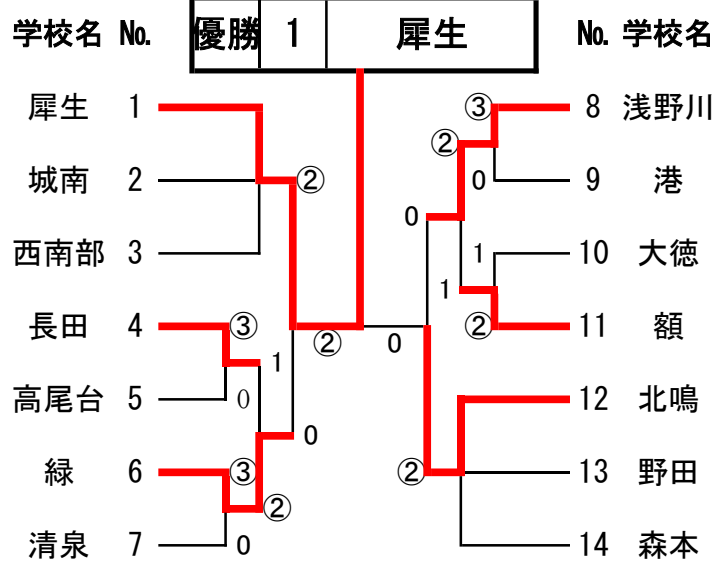 学校名 No. 優勝 1 犀生 No. 学校名
犀生 1 ③ 8 浅野川
②
城南 2 ② 0 9 港
0
西南部 3 1 10 大徳
1
長田 4 ③ ② 11 額
② 0
1
高尾台 5 0 12 北鳴
0
緑 6 ③ ② 13 野田
②
清泉 7 0 14 森本